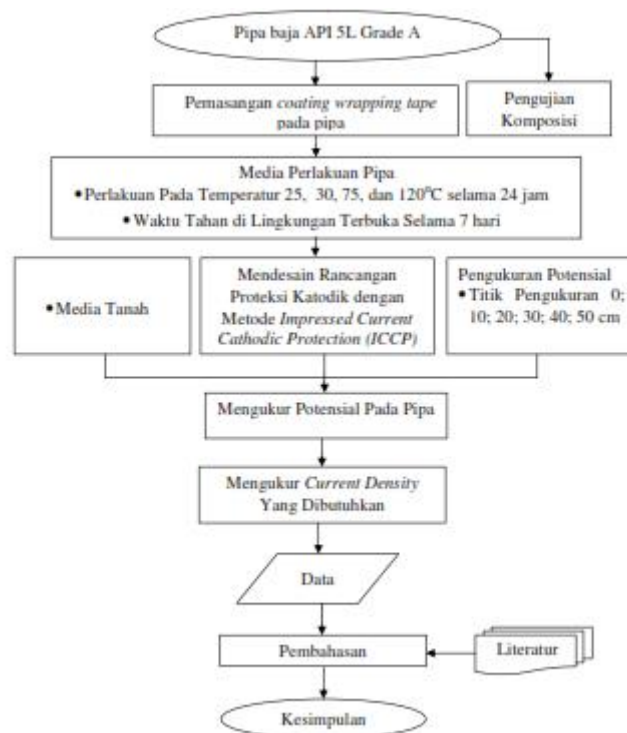 Pipa baja API 5L Grade A
Pemasangan coating wrapping tape
pada pipa
Pengujian
Komposisi
Media Perlakuan Pipa
•Perlakuan Pada Temperatur 25, 30, 75, dan 120°C selama 24 jam
•Waktu Tahan di Lingkungan Terbuka Selama 7 hari
•Media Tanah
Mendesain Rancangan
Proteksi Katodik dengan
Metode Impressed Current
Cathodic Protection (ICCP)
Pengukuran Potensial
•Titik Pengukuran 0;
10; 20; 30; 40; 50 cm
Mengukur Potensial Pada Pipa
Mengukur Current Density
Yang Dibutuhkan
Data
Pembahasan
Literatur
Kesimpulan